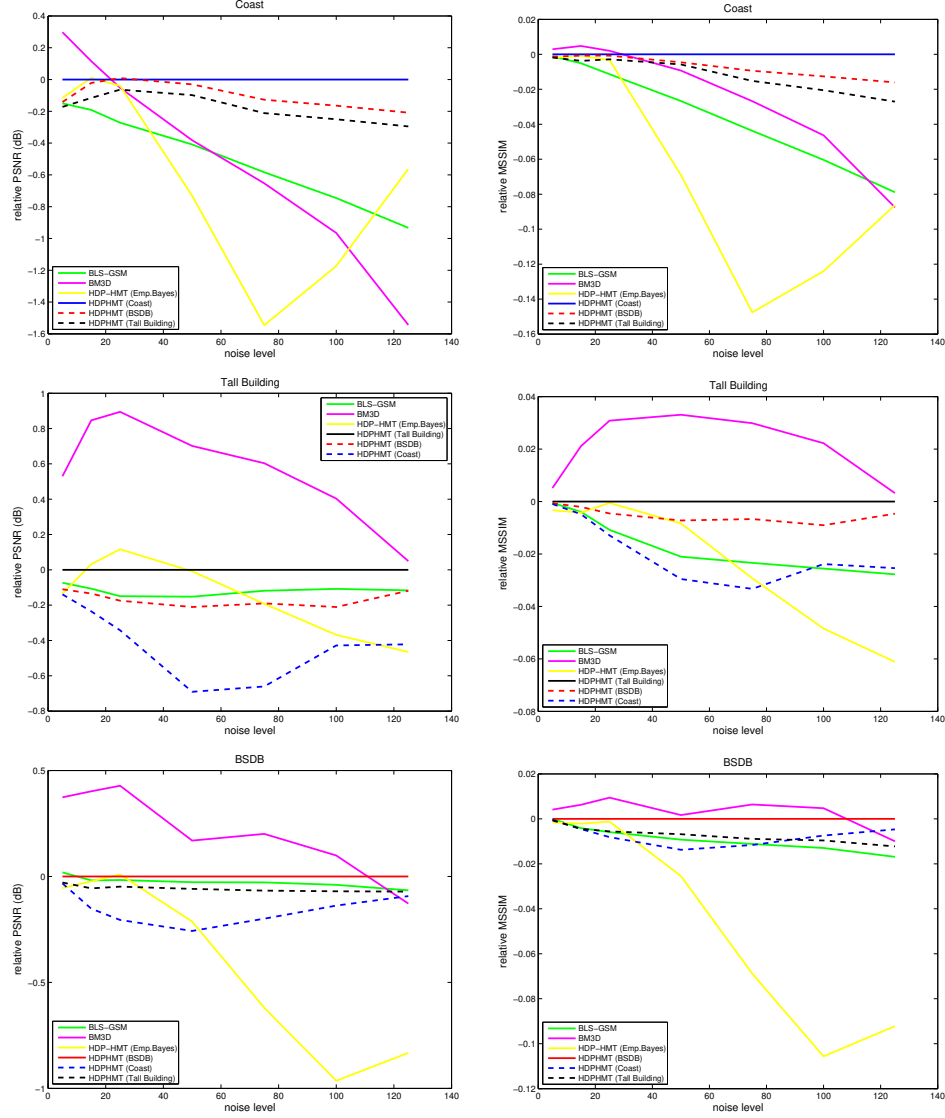 Coast
0.4
0.2
0
−0.2
−0.4
−0.6
−0.8
−1
−1.2
−1.4
−1.6
relative PSNR (dB)
BLS−GSM
BM3D
HDP−HMT (Emp.Bayes)
HDPHMT (Coast)
HDPHMT (BSDB)
HDPHMT (Tall Building)
0 20 40 60 80 100 120 140
noise level
Coast
0.02
0
−0.02
−0.04
−0.06
−0.08
−0.1
−0.12
−0.14
−0.16
relative MSSIM
BLS−GSM
BM3D
HDP−HMT (Emp.Bayes)
HDPHMT (Coast)
HDPHMT (BSDB)
HDPHMT (Tall Building)
0 20 40 60 80 100 120 140
noise level
Tall Building
1
0.8
0.6
0.4
0.2
0
−0.2
−0.4
−0.6
−0.8
relative PSNR (dB)
BLS−GSM
BM3D
HDP−HMT (Emp.Bayes)
HDPHMT (Tall Building)
HDPHMT (BSDB)
HDPHMT (Coast)
0 20 40 60 80 100 120 140
noise level
Tall Building
0.04
0.02
0
−0.02
−0.04
−0.06
−0.08
relative MSSIM
BLS−GSM
BM3D
HDP−HMT (Emp.Bayes)
HDPHMT (Tall Building)
HDPHMT (BSDB)
HDPHMT (Coast)
0 20 40 60 80 100 120 140
noise level
BSDB
0.5
0
−0.5
−1
relative PSNR (dB)
BLS−GSM
BM3D
HDP−HMT (Emp.Bayes)
HDPHMT (BSDB)
HDPHMT (Coast)
HDPHMT (Tall Building)
0 20 40 60 80 100 120 140
noise level
BSDB
0.02
0
−0.02
−0.04
−0.06
−0.08
−0.1
−0.12
relative MSSIM
BLS−GSM
BM3D
HDP−HMT (Emp.Bayes)
HDPHMT (BSDB)
HDPHMT (Coast)
HDPHMT (Tall Building)
0 20 40 60 80 100 120 140
noise level